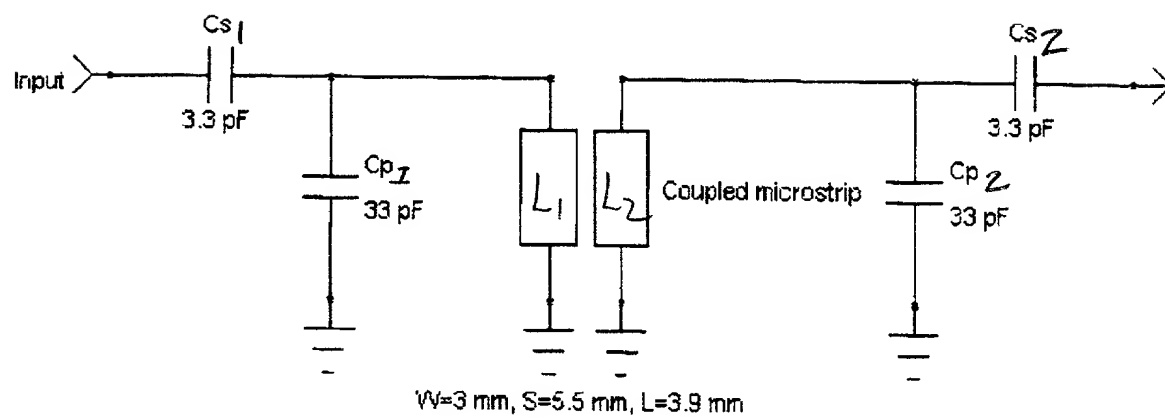 Cs1
Cs2
Input
3.3 pF
3.3 pF
Cp1
Cp2
33 pF
33 pF
L1
L2
Coupled microstrip
W=3 mm, S=5.5 mm, L=3.9 mm